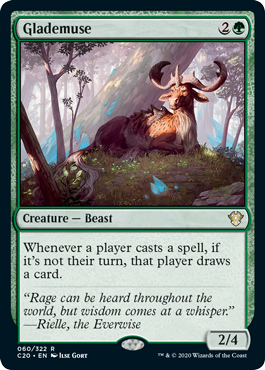 Glademuse 2
Creature — Beast
Whenever a player casts a spell, if
it's not their turn, that player draws
a card.
“Rage can be heard throughout the
world, but wisdom comes at a whisper.”
—Rielle, the Everwise
2/4
060/322 R
C20 • EN Ilse Gort
™ & © 2020 Wizards of the Coast